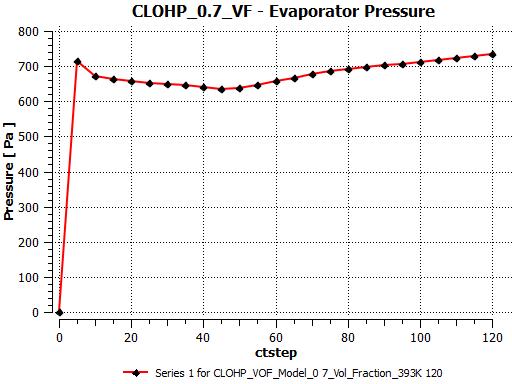 CLOHP_0.7_VF - Evaporator Pressure
800
700
600
500
400
300
200
100
0
Pressure [ Pa ]
0 20 40 60 80 100 120
ctstep
Series 1 for CLOHP_VOF_Model_0 7_Vol_Fraction_393K 120